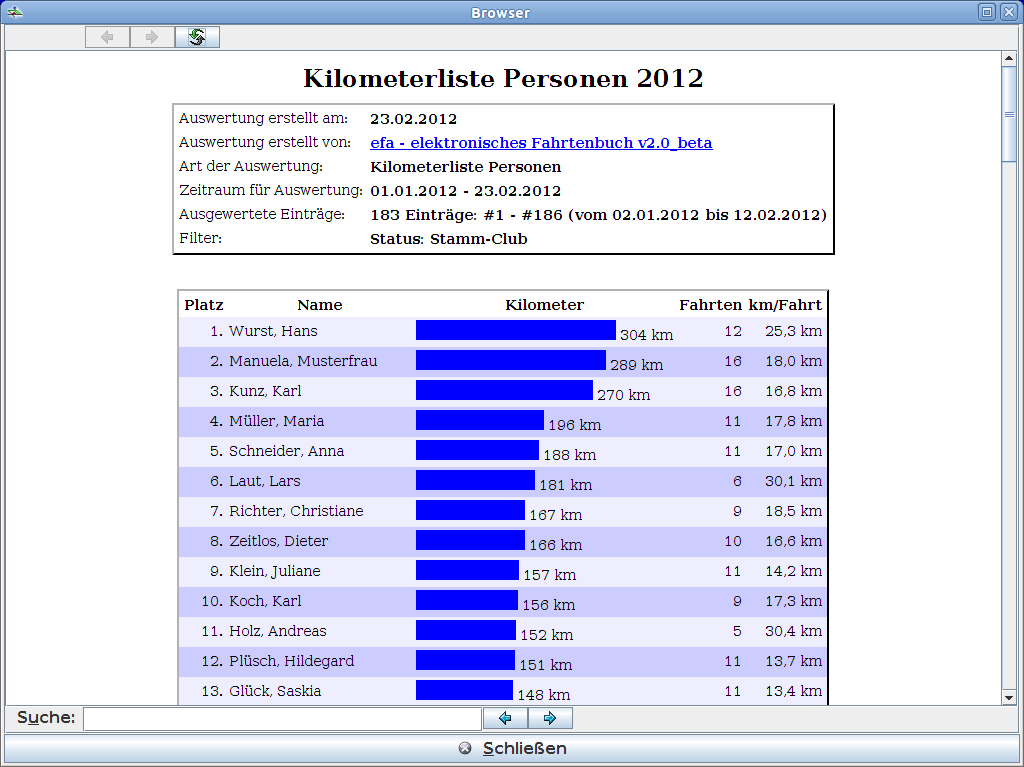 Browser
Kilometerliste Personen 2012
Auswertung erstellt am: 23.02.2012
Auswertung erstellt von: efa - elektronisches Fahrtenbuch v2.0_beta
Art der Auswertung: Kilometerliste Personen
Zeitraum für Auswertung: 01.01.2012 - 23.02.2012
Ausgewertete Einträge: 183 Einträge: #1 - #186 (vom 02.01.2012 bis 12.02.2012)
Filter: Status: Stamm-Club
Platz Name Kilometer Fahrten km/Fahrt
1. Wurst, Hans 304 km 12 25,3 km
2. Manuela, Musterfrau 289 km 16 18,0 km
3. Kunz, Karl 270 km 16 16,8 km
4. Müller, Maria 196 km 11 17,8 km
5. Schneider, Anna 188 km 11 17,0 km
6. Laut, Lars 181 km 6 30,1 km
7. Richter, Christiane 167 km 9 18,5 km
8. Zeitlos, Dieter 166 km 10 16,6 km
9. Klein, Juliane 157 km 11 14,2 km
10. Koch, Karl 156 km 9 17,3 km
11. Holz, Andreas 152 km 5 30,4 km
12. Plüsch, Hildegard 151 km 11 13,7 km
13. Glück, Saskia 148 km 11 13,4 km
Suche:
Schließen